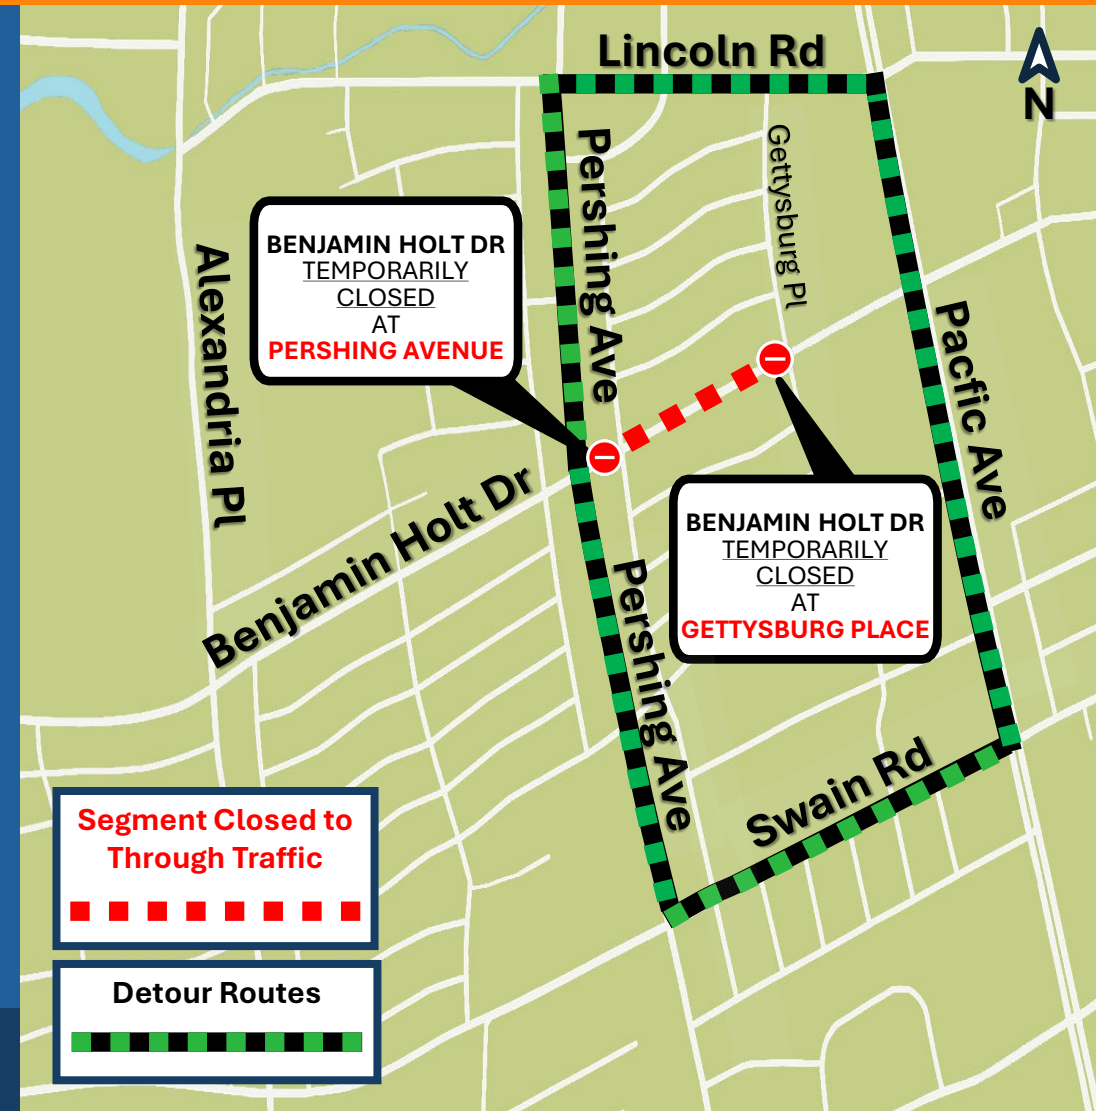 Lincoln Rd
N
Pershing Ave
Gettysburg Pl
BENJAMIN HOLT DR
TEMPORARILY
CLOSED
AT
PERSHING AVENUE
Alexandria Pl
Pacfic Ave
Benjamin Holt Dr
BENJAMIN HOLT DR
TEMPORARILY
CLOSED
AT
GETTYSBURG PLACE
Pershing Ave
Swain Rd
Segment Closed to
Through Traffic
Detour Routes